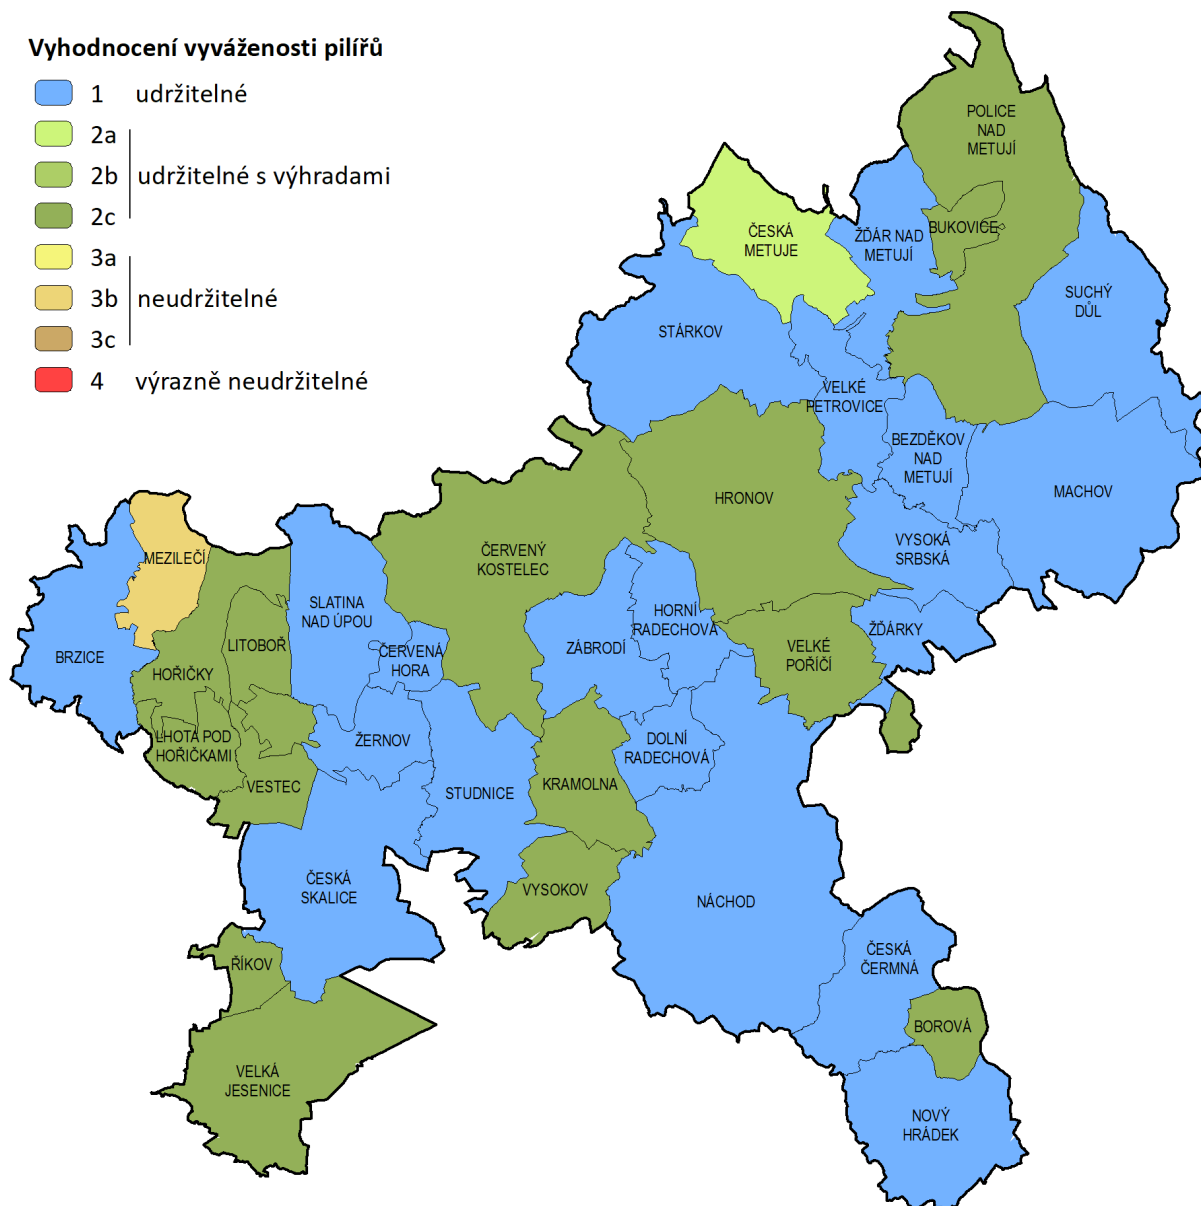 Vyhodnocení vyváženosti pilířů
1 udržitelné
2a
2b udržitelné s výhradami
2c
3a
3b neudržitelné
3c
4 výrazně neudržitelné
POLICE
NAD
METUJÍ
BUKOVICE
ČESKÁ
METUJE
ŽĎÁR NAD
METUJÍ
SUCHÝ
DŮL
STÁRKOV
VELKÉ
PETROVICE
BEZDĚKOV
NAD
METUJÍ
MACHOV
HRONOV
VYSOKÁ
SRBSKÁ
ČERVENÝ
KOSTELEC
MEZILEČÍ
SLATINA
NAD ÚPOU
HORNÍ
RADECHOVÁ
ŽĎÁRKY
LITOBOŘ
ZÁBRODÍ
VELKÉ
POŘÍČÍ
BRZICE
ČERVENÁ
HORA
HOŘIČKY
LHOTA POD
HOŘIČKAMI
ŽERNOV
DOLNÍ
RADECHOVÁ
VESTEC
STUDNICE
KRAMOLNA
ČESKÁ
SKALICE
VYSOKOV
NÁCHOD
ČESKÁ
ČERMNÁ
ŘÍKOV
BOROVÁ
VELKÁ
JESENICE
NOVÝ
HRÁDEK